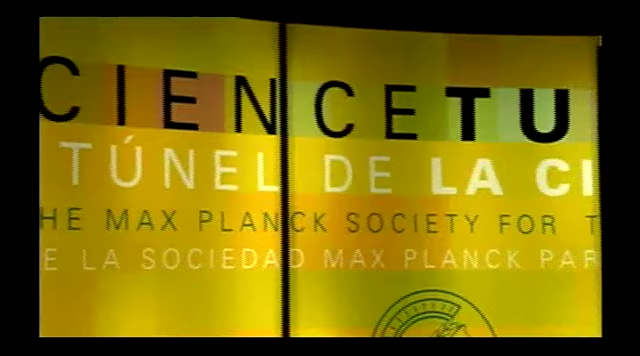 CIENCETU
TÚNEL DE LA CI
HE MAX PLANCK SOCIETY FOR T
E LA SOCIEDAD MAX PLANCK PAR